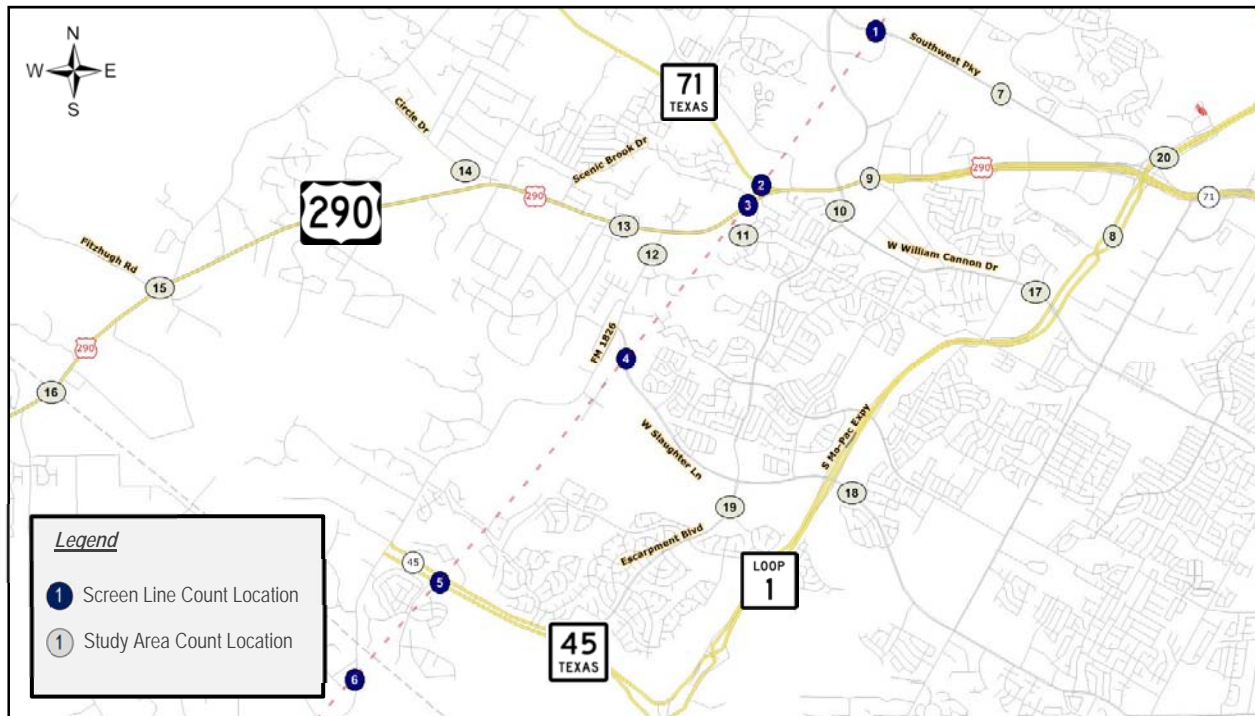 N
W E
S
1
Southwest Pky
7
71
TEXAS
Circle Dr
Scenic Brook Dr
20
14
2
9
290
290
290
3
10
71
13
11
8
12
W William Cannon Dr
Fitzhugh Rd
15
17
FM 1826
290
4
16
S Mo-Pac Expy
W Slaughter Ln
18
19
Escarpment Blvd
Legend
1 Screen Line Count Location
1 Study Area Count Location
45
5
LOOP
1
45
TEXAS
6